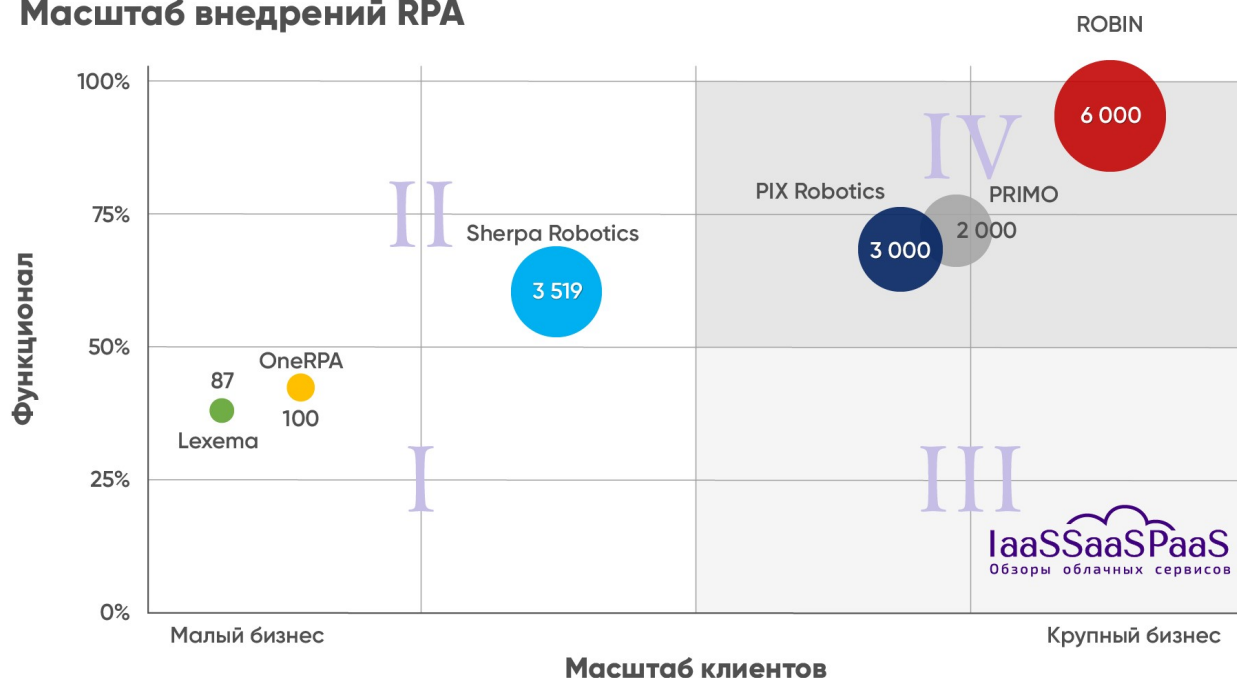 Масштаб внедрений RPA
ROBIN
100%
6 000
IV
PIX Robotics
PRIMO
75%
II
Sherpa Robotics
2 000
3 000
3 519
Функционал
50%
OneRPA
87
100
Lexema
I
III
25%
IaaSSaaSPaaS
Обзоры облачных сервисов
0%
Малый бизнес
Крупный бизнес
Масштаб клиентов